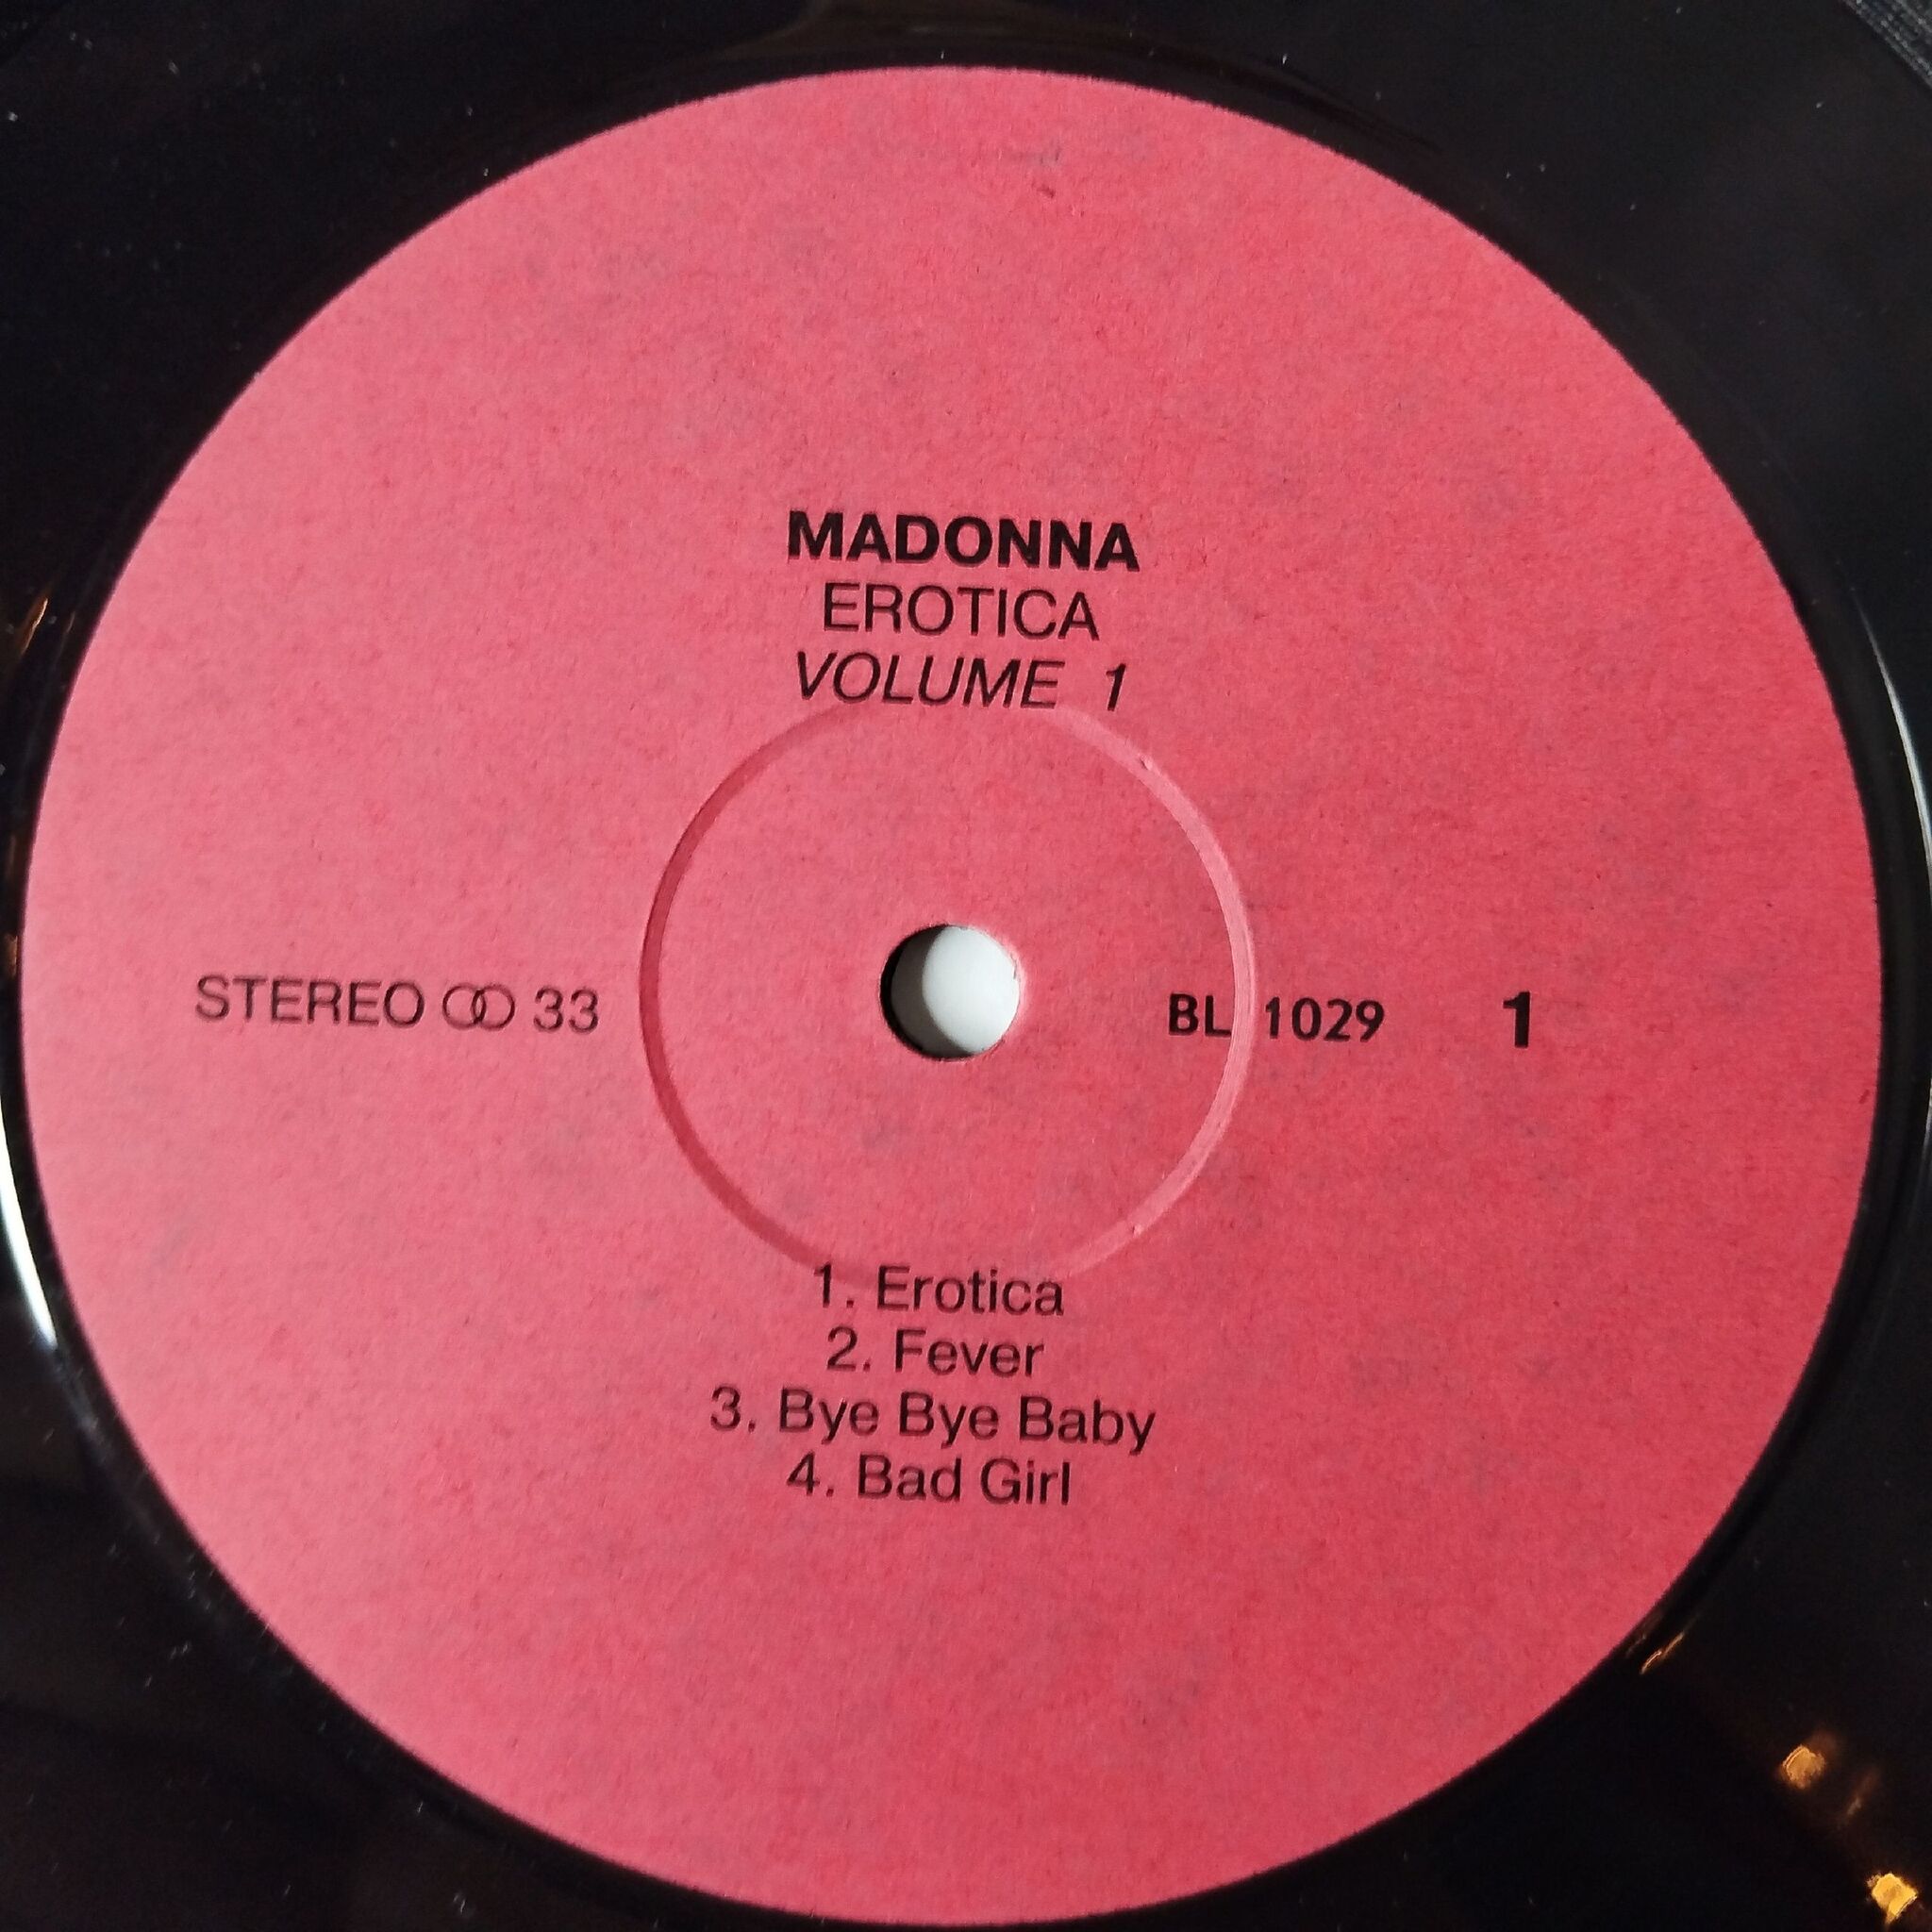 MADONNA
EROTICA
VOLUME 1
STEREO ↀ 33
BL 1029 1
1. Erotica
2. Fever
3. Bye Bye Baby
4. Bad Girl